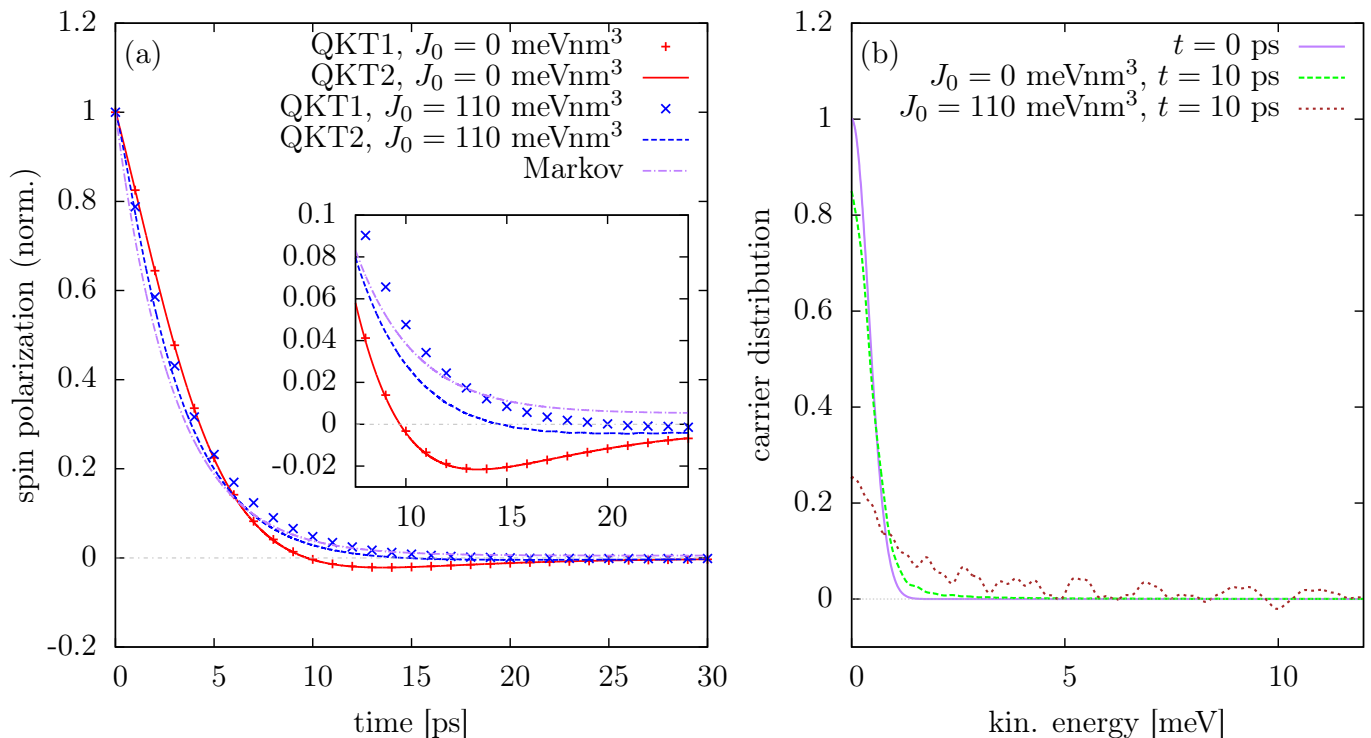 (a)
QKT1, J₀ = 0 meVnm³
QKT2, J₀ = 0 meVnm³
QKT1, J₀ = 110 meVnm³
QKT2, J₀ = 110 meVnm³
Markov
1.2
1
0.8
0.6
0.4
0.2
0
-0.2
spin polarization (norm.)
0 5 10 15 20 25 30
time [ps]
0.1
0.08
0.06
0.04
0.02
0
-0.02
10 15 20
(b)
t = 0 ps
J₀ = 0 meVnm³, t = 10 ps
J₀ = 110 meVnm³, t = 10 ps
1.2
1
0.8
0.6
0.4
0.2
0
carrier distribution
0 5 10
kin. energy [meV]